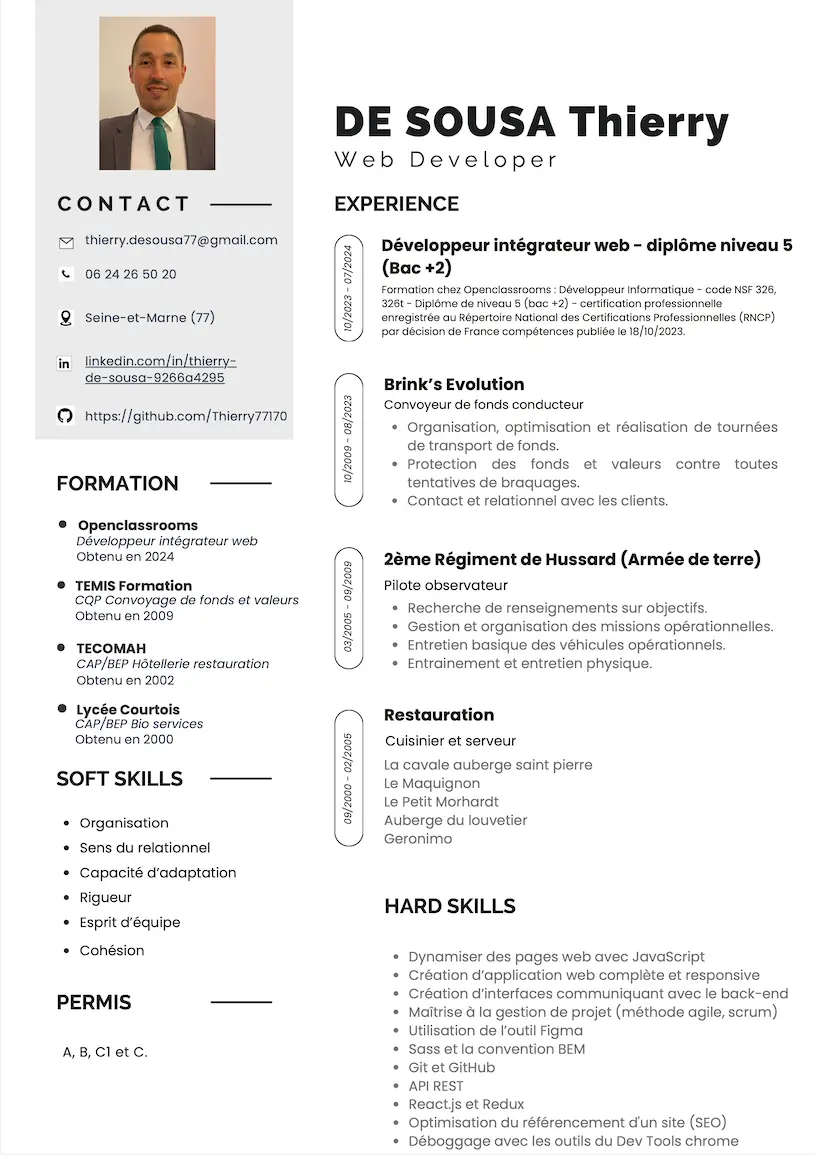 DE SOUSA Thierry
Web Developer
CONTACT
thierry.desousa77@gmail.com
06 24 26 50 20
Seine-et-Marne (77)
linkedin.com/in/thierry-
de-sousa-9266a4295
https://github.com/Thierry77170
FORMATION
Openclassrooms
Développeur intégrateur web
Obtenu en 2024
TEMIS Formation
CQP Convoyage de fonds et valeurs
Obtenu en 2009
TECOMAH
CAP/BEP Hôtellerie restauration
Obtenu en 2002
Lycée Courtois
CAP/BEP Bio services
Obtenu en 2000
SOFT SKILLS
Organisation
Sens du relationnel
Capacité d'adaptation
Rigueur
Esprit d'équipe
Cohésion
PERMIS
A, B, C1 et C.
EXPERIENCE
10/2023 - 07/2024
Développeur intégrateur web - diplôme niveau 5
(Bac +2)
Formation chez Openclassrooms : Développeur Informatique - code NSF 326,
326t - Diplôme de niveau 5 (bac +2) - certification professionnelle
enregistrée au Répertoire National des Certifications Professionnelles (RNCP)
par décision de France compétences publiée le 18/10/2023.
10/2009 - 08/2023
Brink's Evolution
Convoyeur de fonds conducteur
Organisation, optimisation et réalisation de tournées
de transport de fonds.
Protection des fonds et valeurs contre toutes
tentatives de braquages.
Contact et relationnel avec les clients.
03/2005 - 09/2009
2ème Régiment de Hussard (Armée de terre)
Pilote observateur
Recherche de renseignements sur objectifs.
Gestion et organisation des missions opérationnelles.
Entretien basique des véhicules opérationnels.
Entrainement et entretien physique.
09/2000 - 02/2005
Restauration
Cuisinier et serveur
La cavale auberge saint pierre
Le Maquignon
Le Petit Morhardt
Auberge du louvetier
Geronimo
HARD SKILLS
Dynamiser des pages web avec JavaScript
Création d'application web complète et responsive
Création d'interfaces communiquant avec le back-end
Maîtrise à la gestion de projet (méthode agile, scrum)
Utilisation de l'outil Figma
Sass et la convention BEM
Git et GitHub
API REST
React.js et Redux
Optimisation du référencement d'un site (SEO)
Déboggage avec les outils du Dev Tools chrome